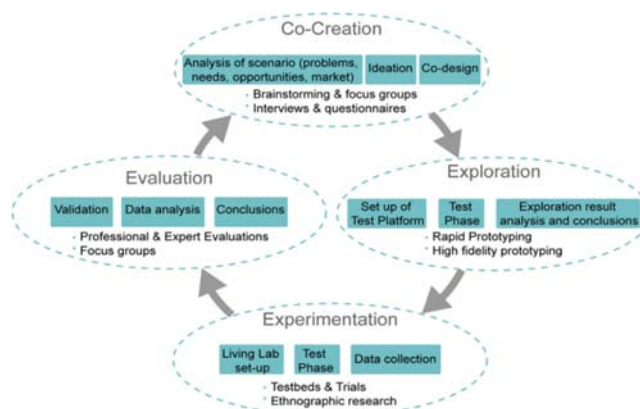 Co-Creation
Analysis of scenario (problems,
needs, opportunities, market)
Ideation
Co-design
Brainstorming & focus groups
Interviews & questionnaires
Evaluation
Validation
Data analysis
Conclusions
Professional & Expert Evaluations
Focus groups
Exploration
Set up of
Test Platform
Test
Phase
Exploration result
analysis and conclusions
Rapid Prototyping
High fidelity prototyping
Experimentation
Living Lab
set-up
Test
Phase
Data collection
Testbeds & Trials
Ethnographic research